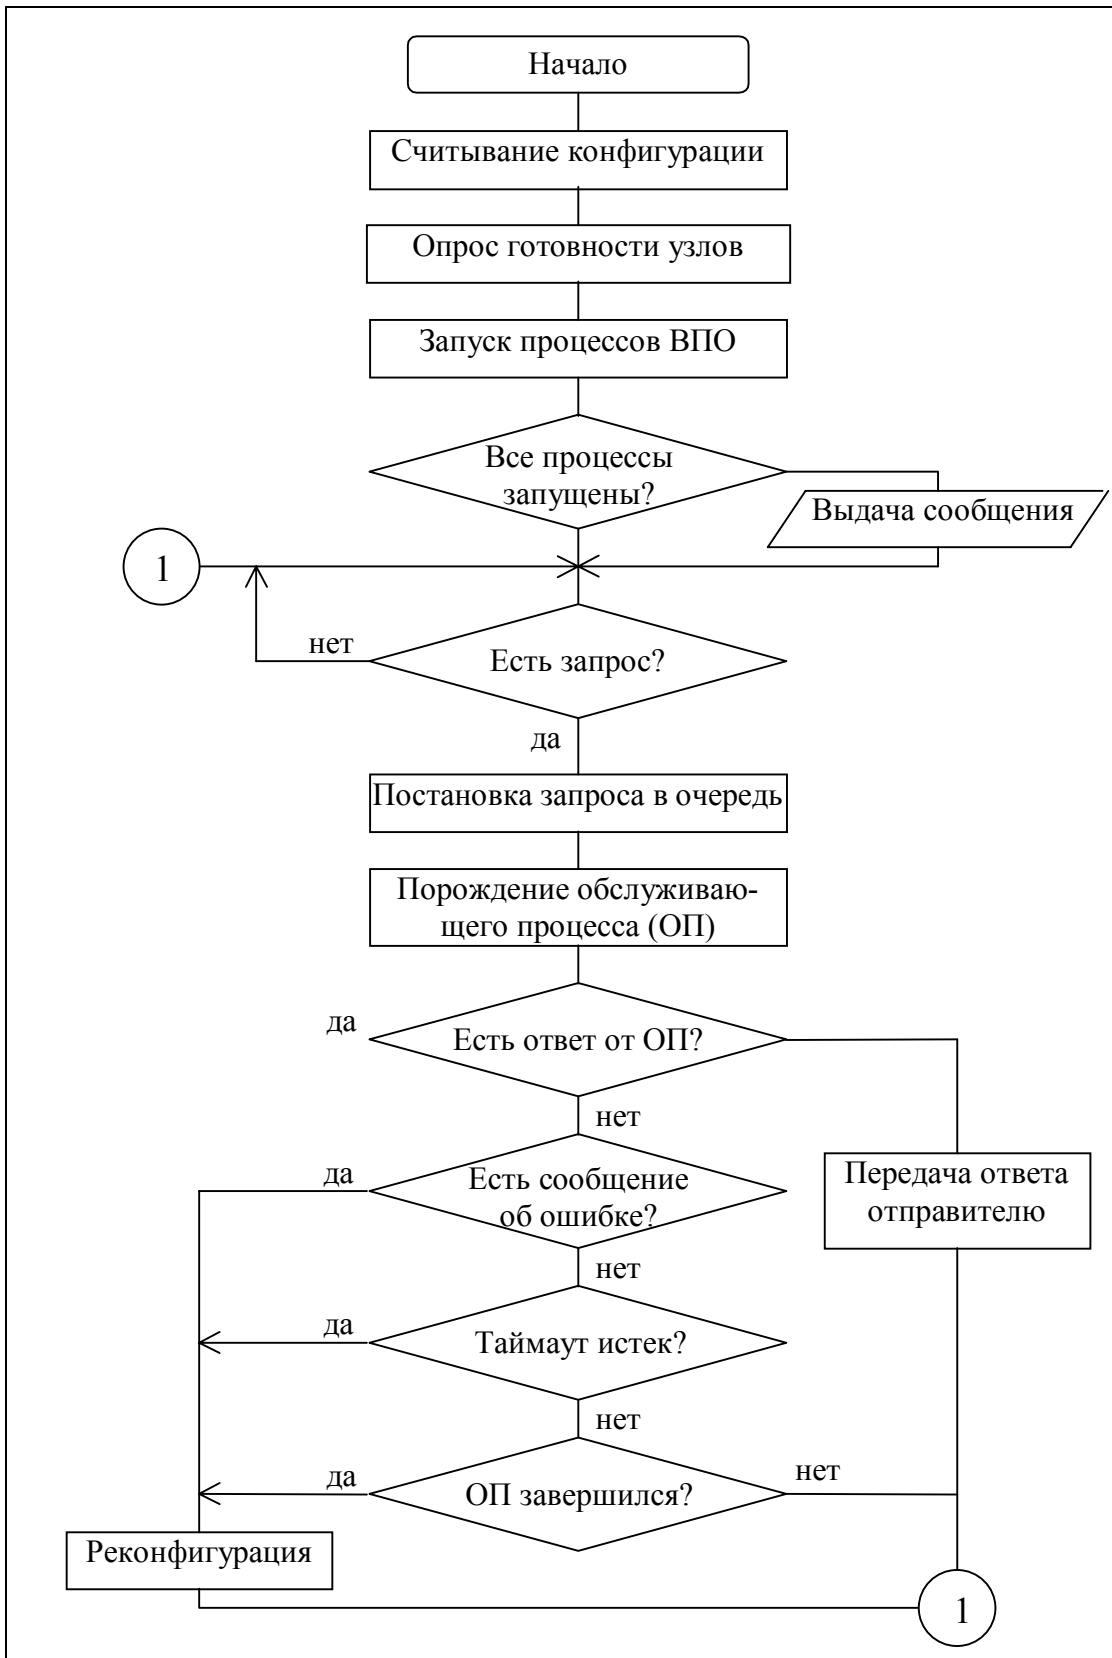 Начало
Считывание конфигурации
Опрос готовности узлов
Запуск процессов ВПО
Все процессы
запущены?
Выдача сообщения
1
нет
Есть запрос?
да
Постановка запроса в очередь
Порождение обслуживаю-
щего процесса (ОП)
да
Есть ответ от ОП?
нет
да
Есть сообщение
об ошибке?
Передача ответа
отправителю
нет
да
Таймаут истек?
нет
да
ОП завершился?
нет
Реконфигурация
1